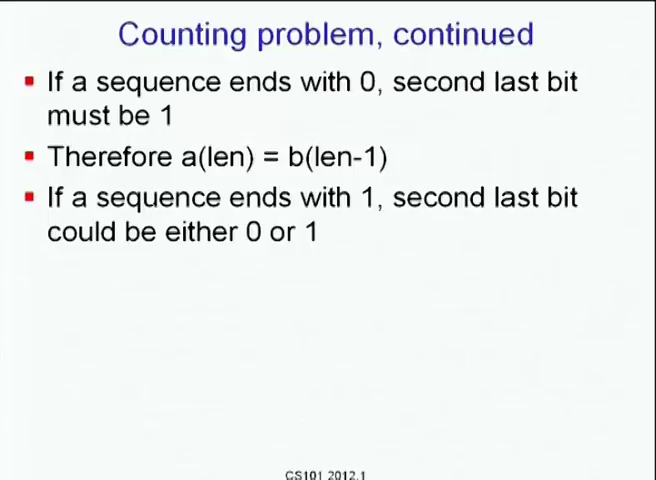 Counting problem, continued
▪ If a sequence ends with 0, second last bit
must be 1
▪ Therefore a(len) = b(len-1)
▪ If a sequence ends with 1, second last bit
could be either 0 or 1
CS101 2012.1